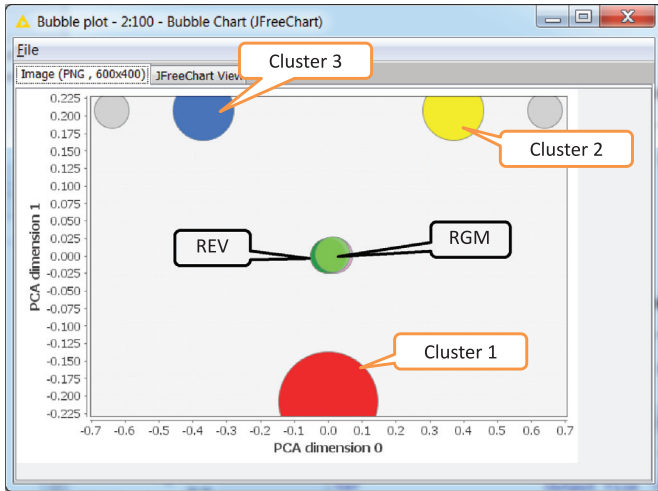 Bubble plot - 2:100 - Bubble Chart (JFreeChart)
File
Image (PNG , 600x400) JFreeChart View
Cluster 3
Cluster 2
REV
RGM
Cluster 1
PCA dimension 1
0.225
0.200
0.175
0.150
0.125
0.100
0.075
0.050
0.025
0.000
-0.025
-0.050
-0.075
-0.100
-0.125
-0.150
-0.175
-0.200
-0.225
-0.7 -0.6 -0.5 -0.4 -0.3 -0.2 -0.1 0.0 0.1 0.2 0.3 0.4 0.5 0.6 0.7
PCA dimension 0